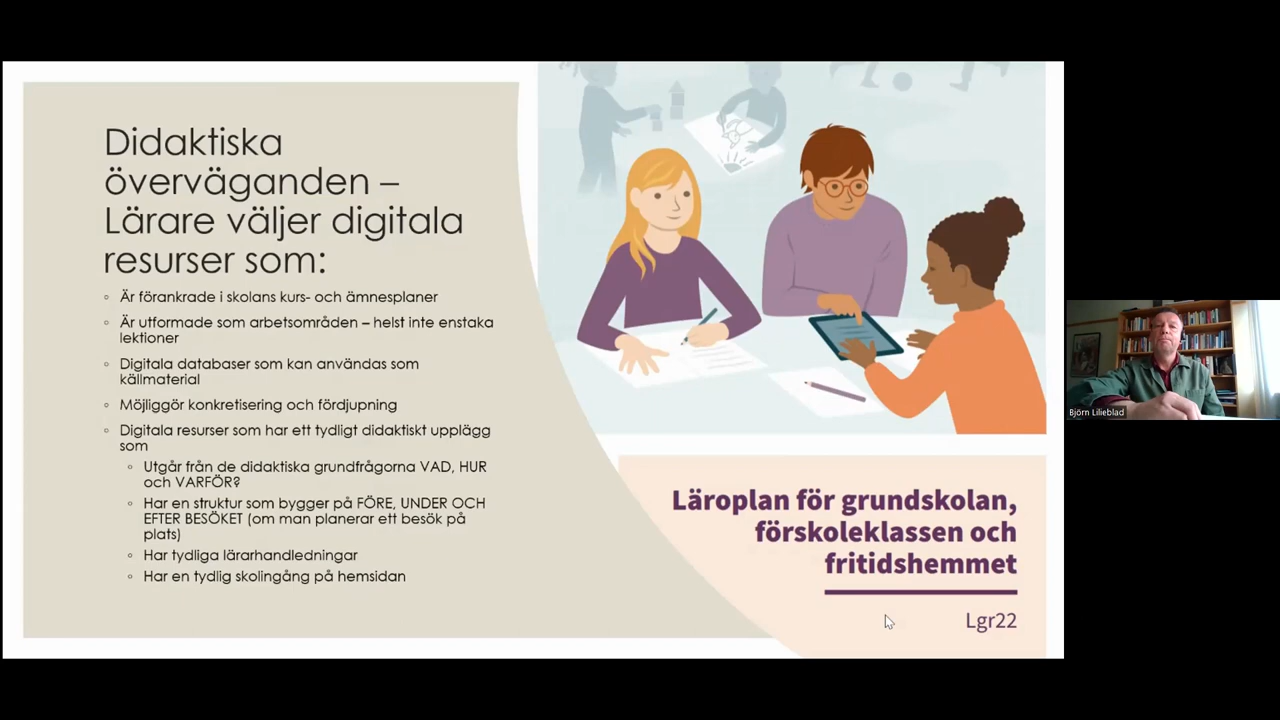 Didaktiska
överväganden –
Lärare väljer digitala
resurser som:
◦ Är förankrade i skolans kurs- och ämnesplaner
◦ Är utformade som arbetsområden – helst inte enstaka
lektioner
◦ Digitala databaser som kan användas som
källmaterial
◦ Möjliggör konkretisering och fördjupning
◦ Digitala resurser som har ett tydligt didaktiskt upplägg
som
◦ Utgår från de didaktiska grundfrågorna VAD, HUR
och VARFÖR?
◦ Har en struktur som bygger på FÖRE, UNDER OCH
EFTER BESÖKET (om man planerar ett besök på
plats)
◦ Har tydliga lärarhandledningar
◦ Har en tydlig skolingång på hemsidan
Läroplan för grundskolan,
förskoleklassen och
fritidshemmet
Lgr22
Björn Lilieblad